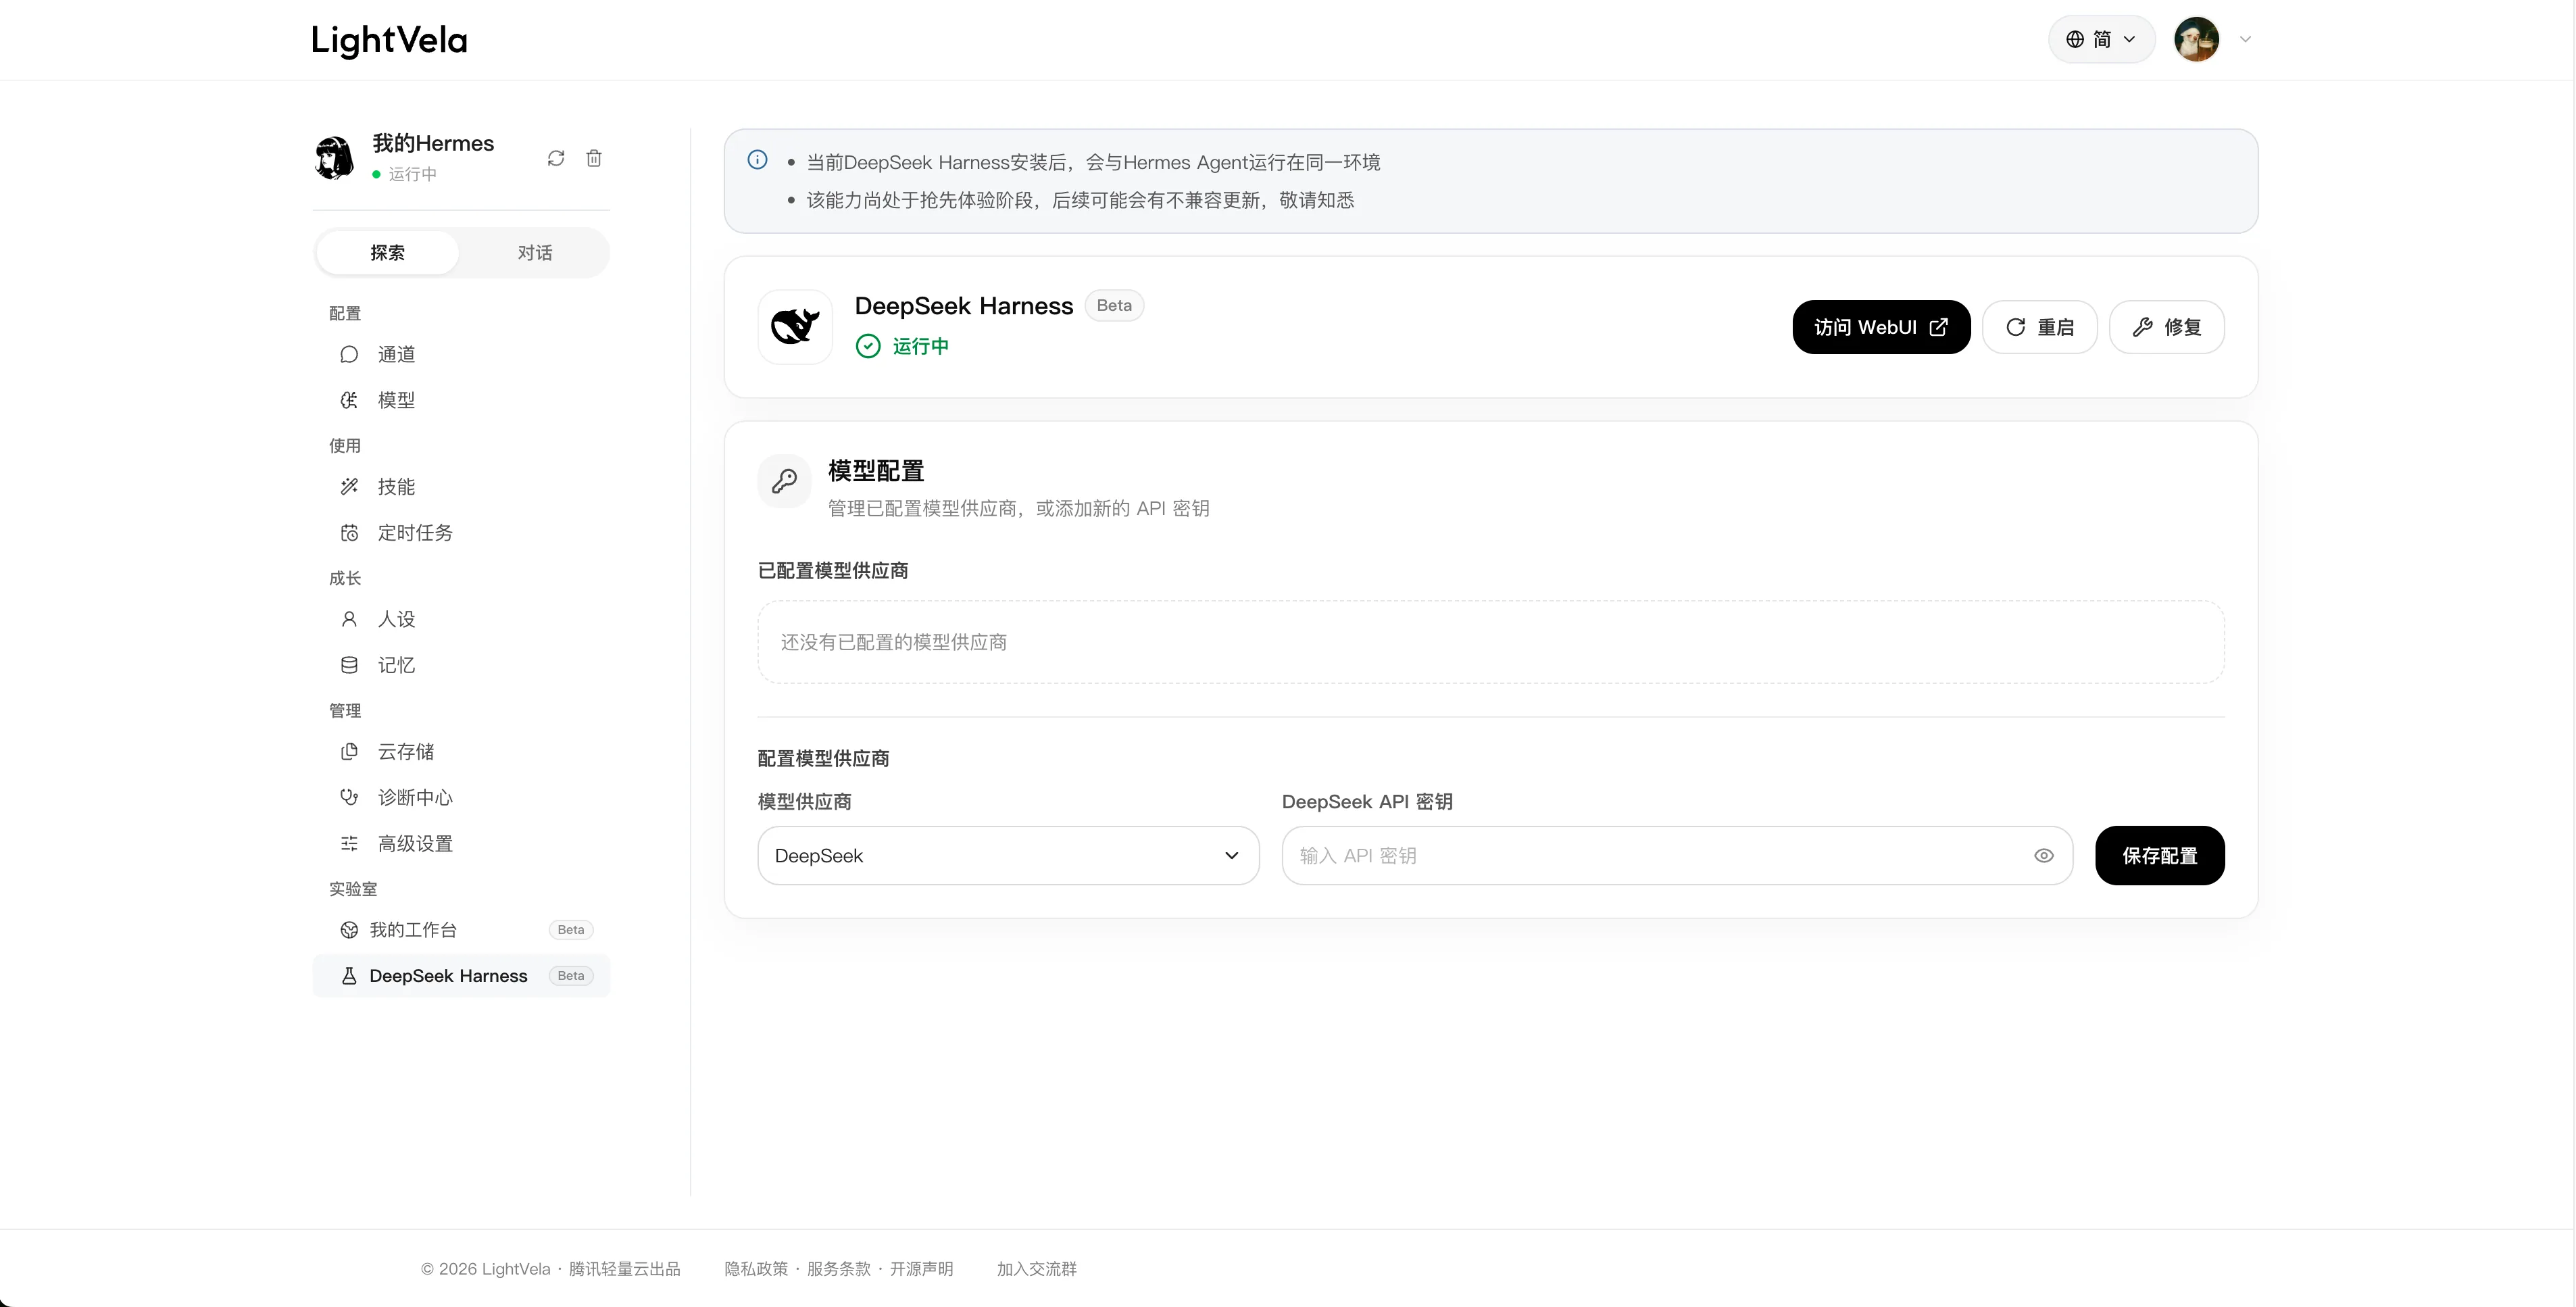 LightVela
简
我的Hermes
运行中
探索
对话
配置
通道
模型
使用
技能
定时任务
成长
人设
记忆
管理
云存储
诊断中心
高级设置
实验室
我的工作台 Beta
DeepSeek Harness Beta
当前DeepSeek Harness安装后，会与Hermes Agent运行在同一环境
该能力尚处于抢先体验阶段，后续可能会有不兼容更新，敬请知悉
DeepSeek Harness Beta
运行中
访问 WebUI
重启
修复
模型配置
管理已配置模型供应商，或添加新的 API 密钥
已配置模型供应商
还没有已配置的模型供应商
配置模型供应商
模型供应商
DeepSeek
DeepSeek API 密钥
输入 API 密钥
保存配置
© 2026 LightVela · 腾讯轻量云出品
隐私政策 · 服务条款 · 开源声明
加入交流群